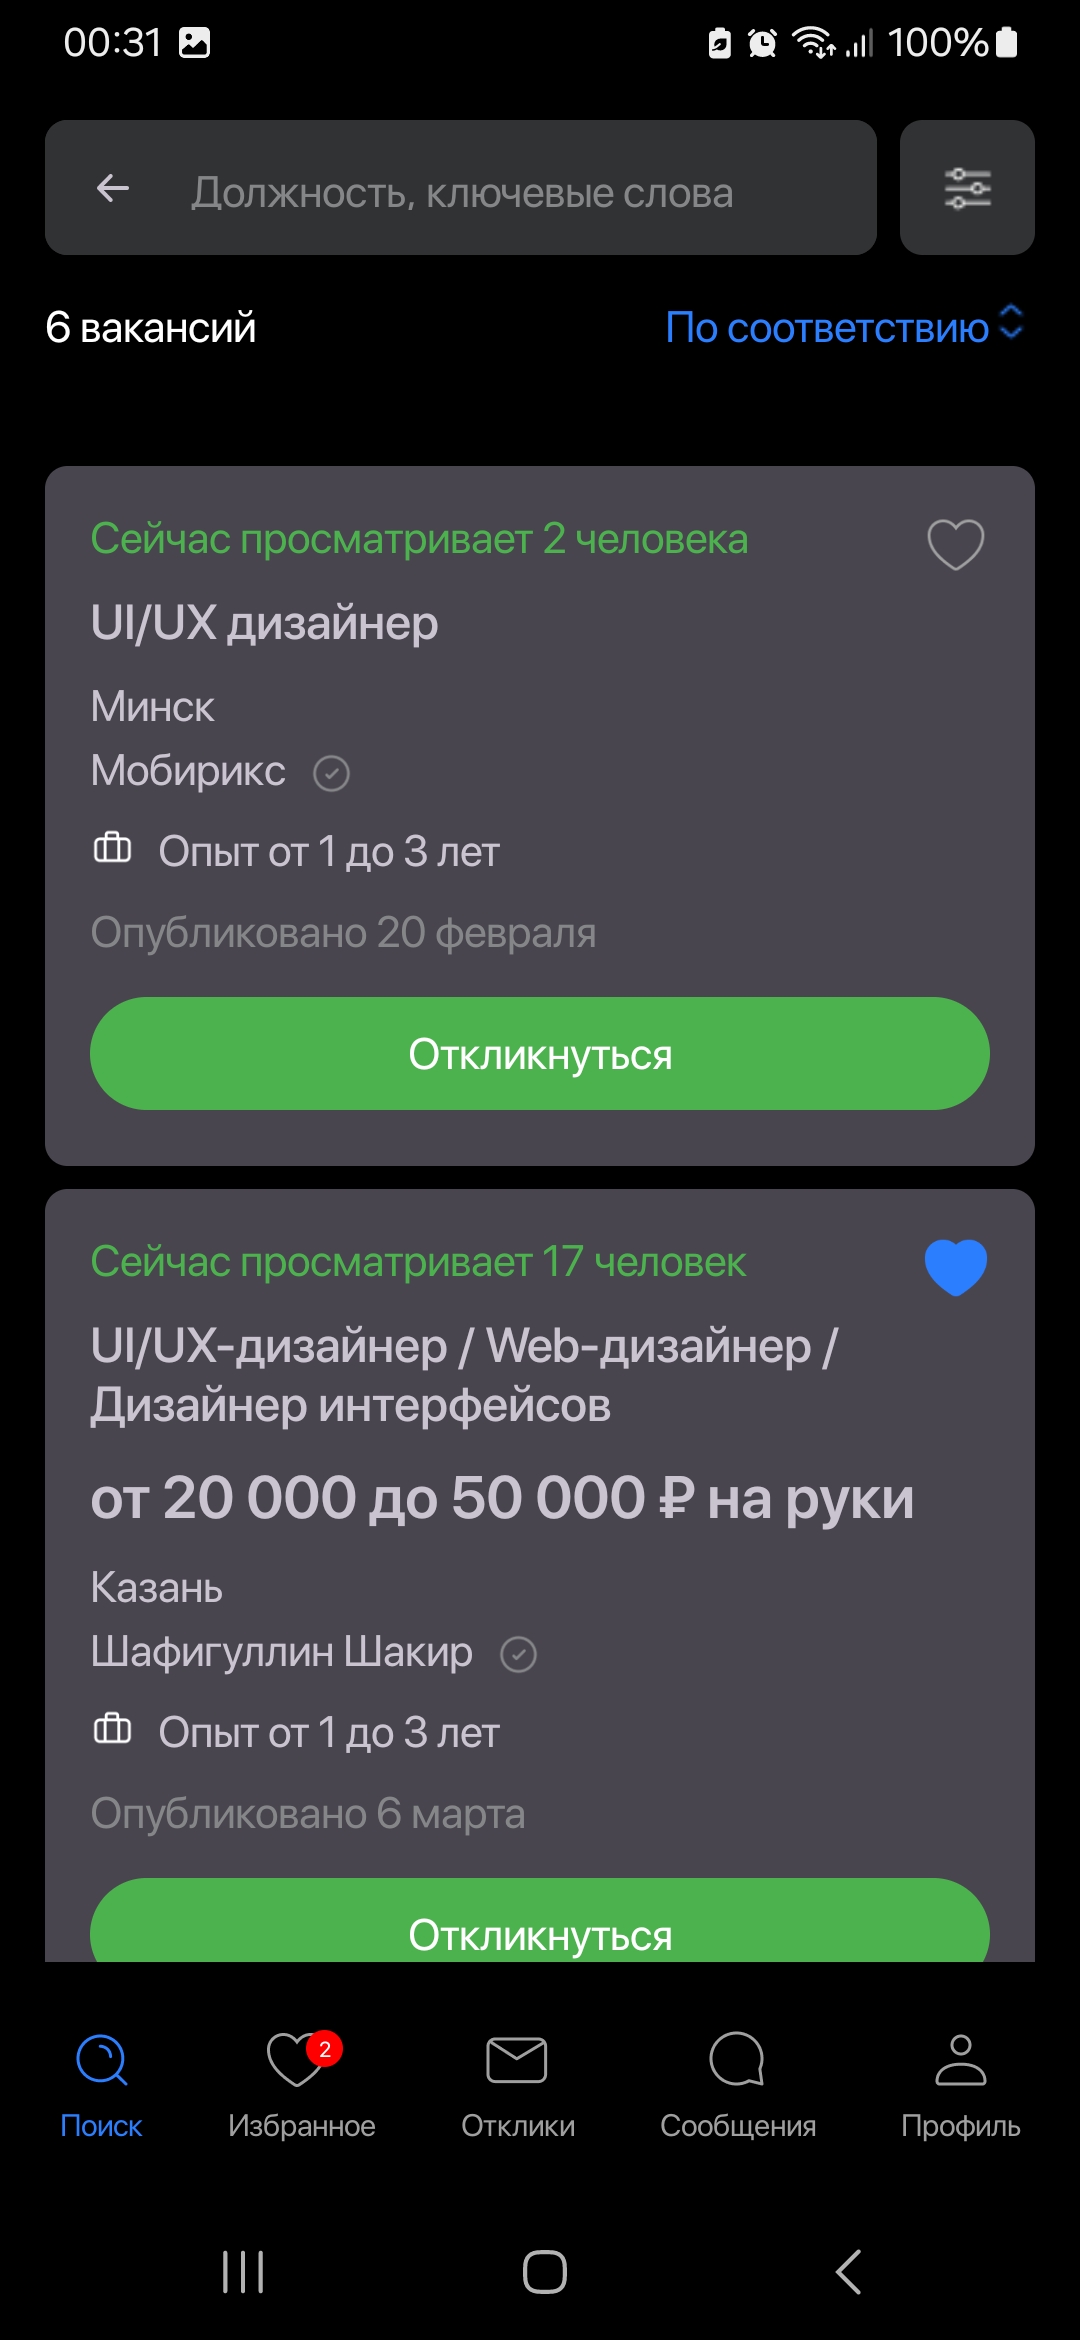 00:31
100%
Должность, ключевые слова
6 вакансий
По соответствию
Сейчас просматривает 2 человека
UI/UX дизайнер
Минск
Мобирикс
Опыт от 1 до 3 лет
Опубликовано 20 февраля
Откликнуться
Сейчас просматривает 17 человек
UI/UX-дизайнер / Web-дизайнер /
Дизайнер интерфейсов
от 20 000 до 50 000 ₽ на руки
Казань
Шафигуллин Шакир
Опыт от 1 до 3 лет
Опубликовано 6 марта
Откликнуться
2
Поиск
Избранное
Отклики
Сообщения
Профиль